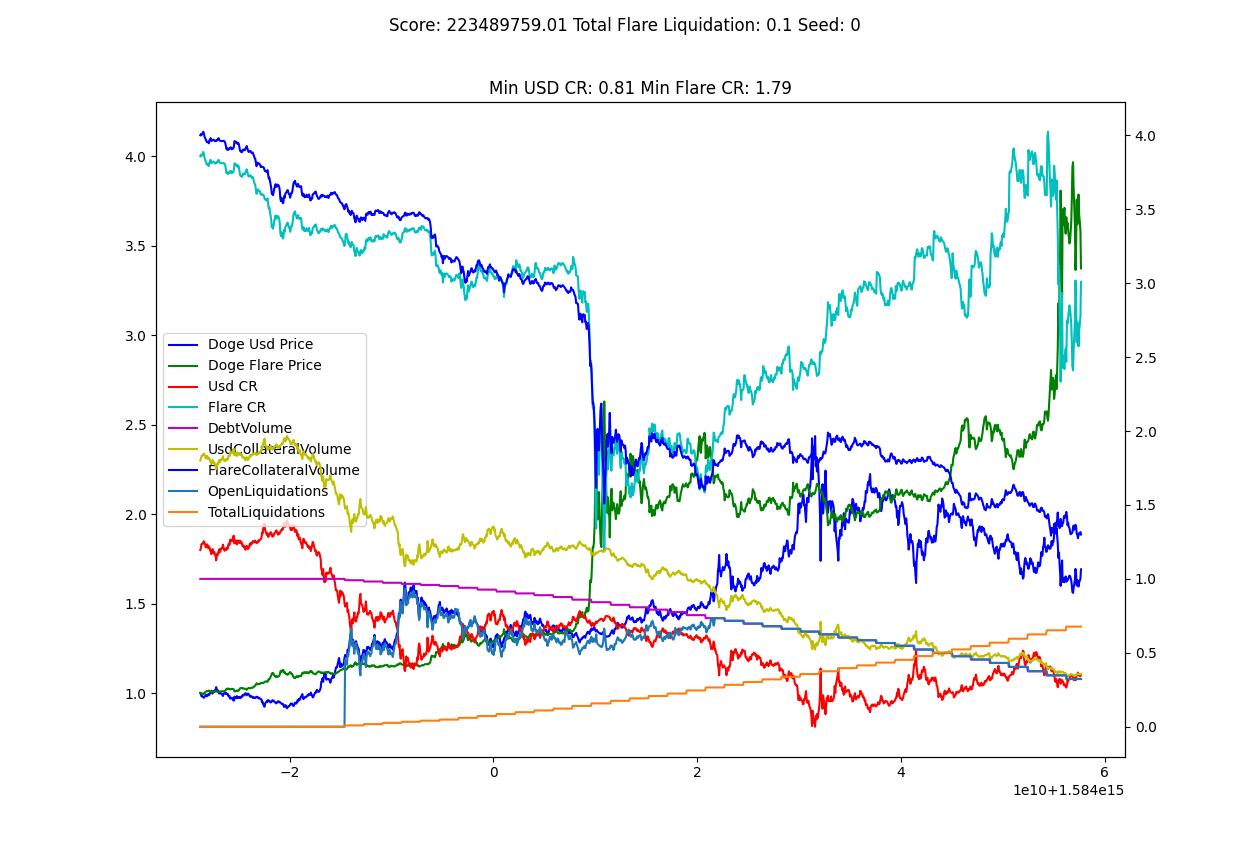 Score: 223489759.01 Total Flare Liquidation: 0.1 Seed: 0
Min USD CR: 0.81 Min Flare CR: 1.79
4.0
3.5
3.0
2.5
2.0
1.5
1.0
Doge Usd Price
Doge Flare Price
Usd CR
Flare CR
DebtVolume
UsdCollateralVolume
FlareCollateralVolume
OpenLiquidations
TotalLiquidations
4.0
3.5
3.0
2.5
2.0
1.5
1.0
0.5
0.0
−2 0 2 4 6
1e10+1.584e15